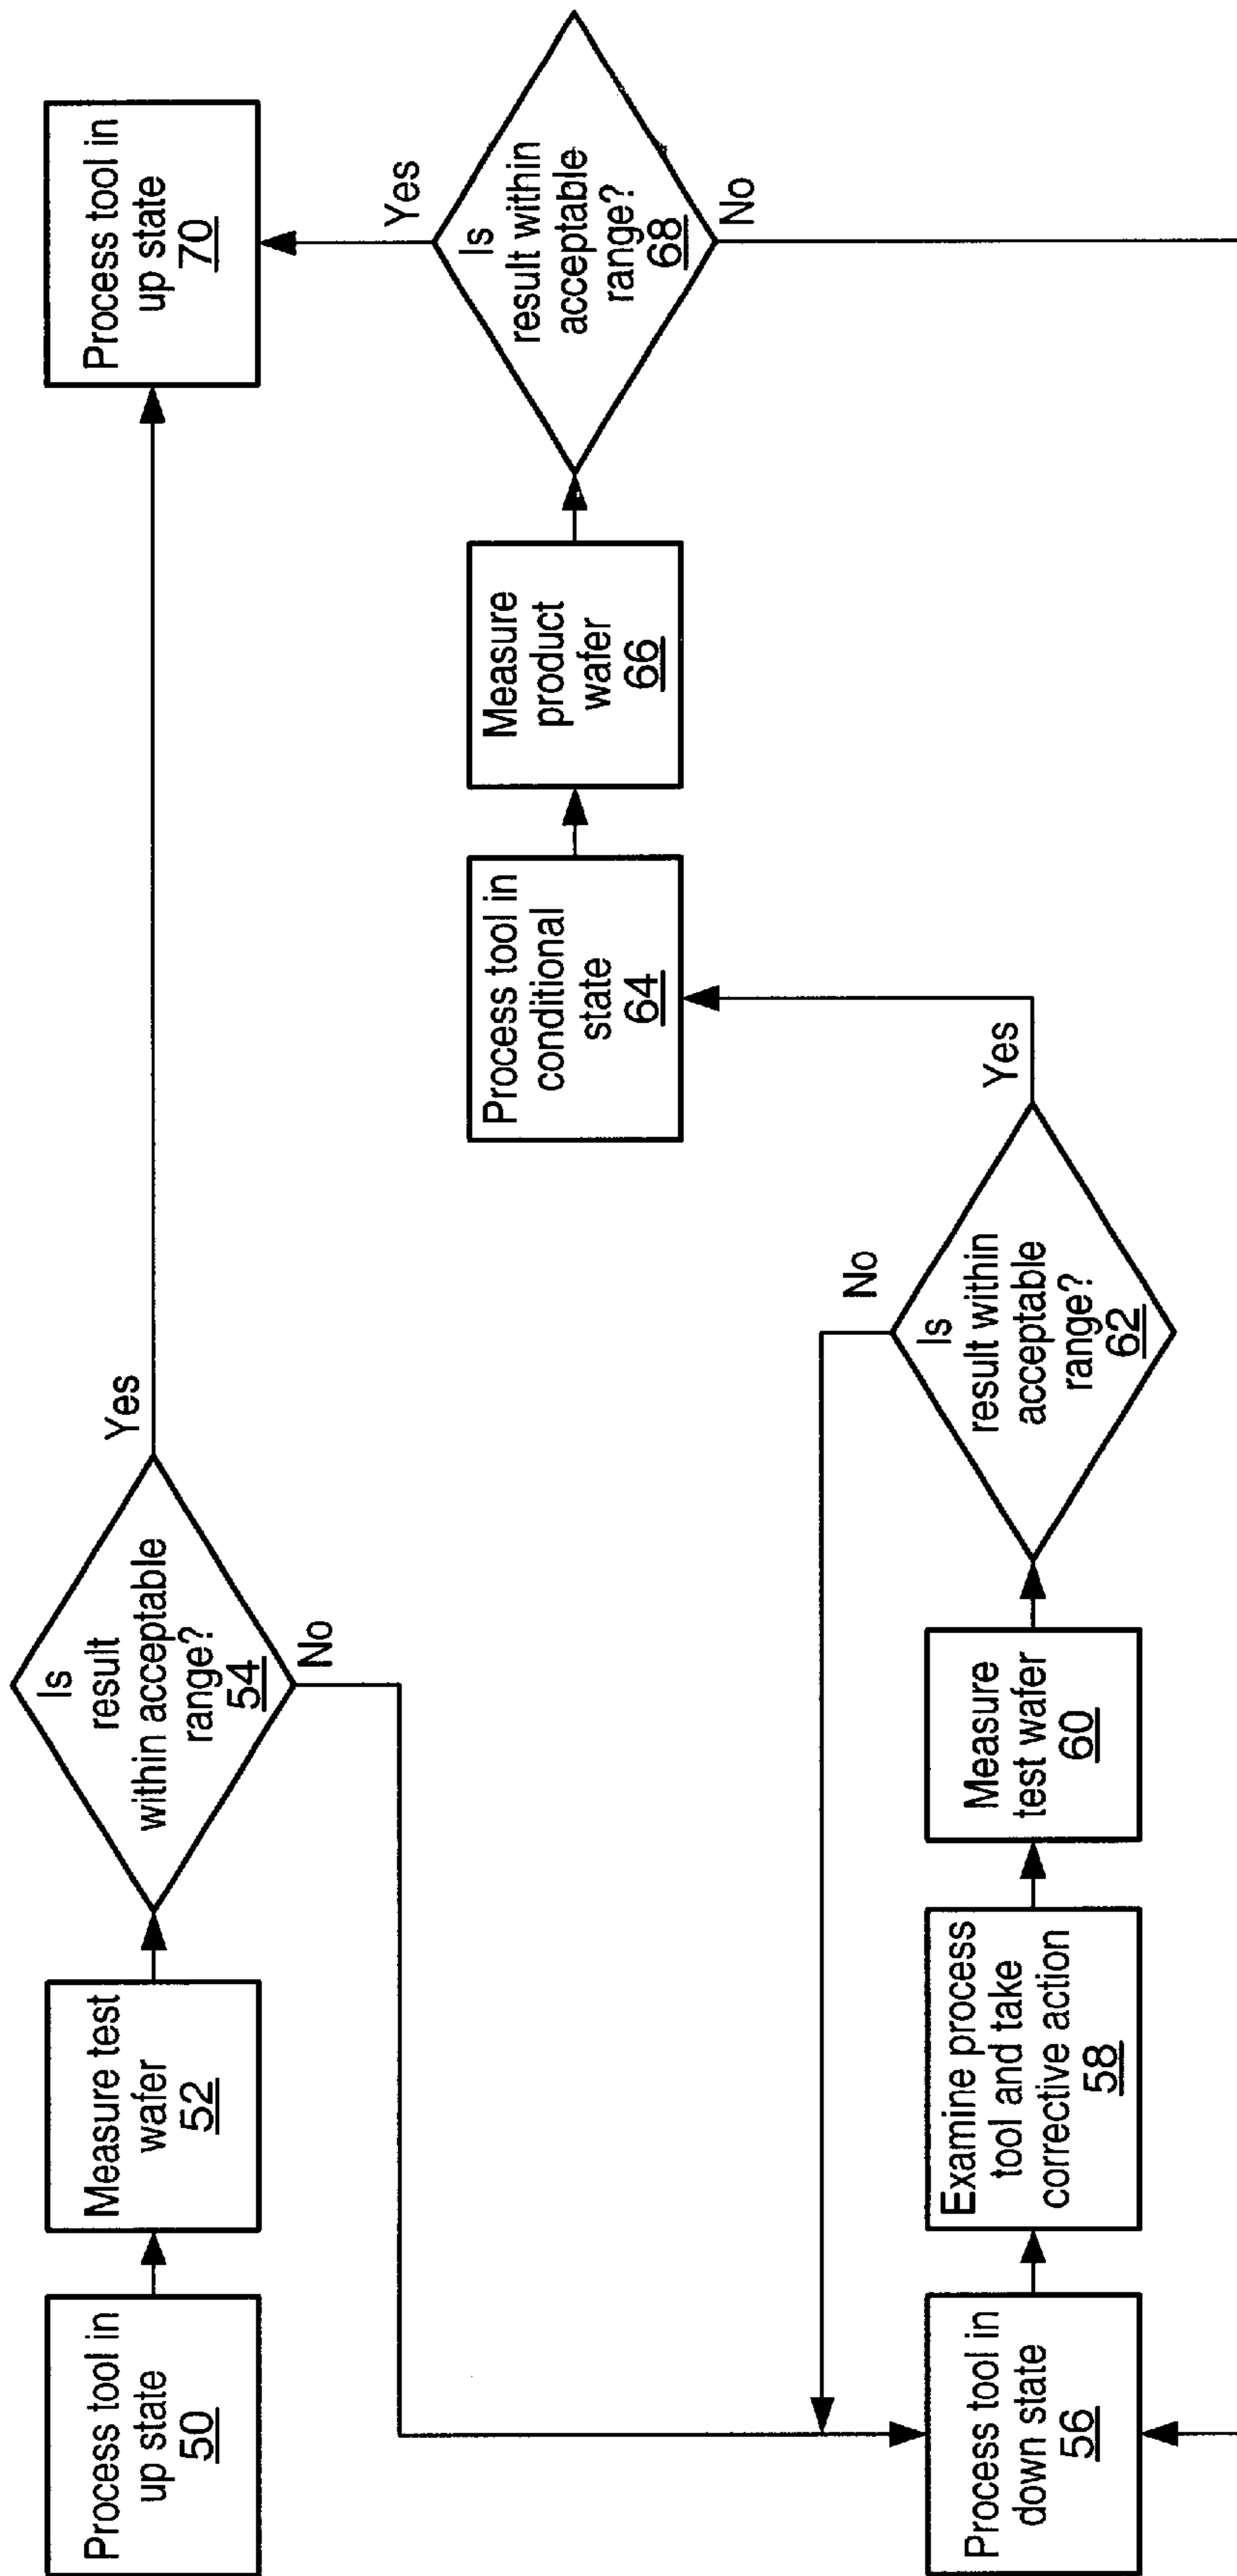 Process tool in
up state
50
Measure test
wafer
52
Is
result
within acceptable
range?
54
Yes
No
Process tool in
up state
70
Process tool in
down state
56
Examine process
tool and take
corrective action
58
Measure
test wafer
60
Is
result within
acceptable
range?
62
No
Yes
Process tool in
conditional
state
64
Measure
product
wafer
66
Is
result within
acceptable
range?
68
Yes
No